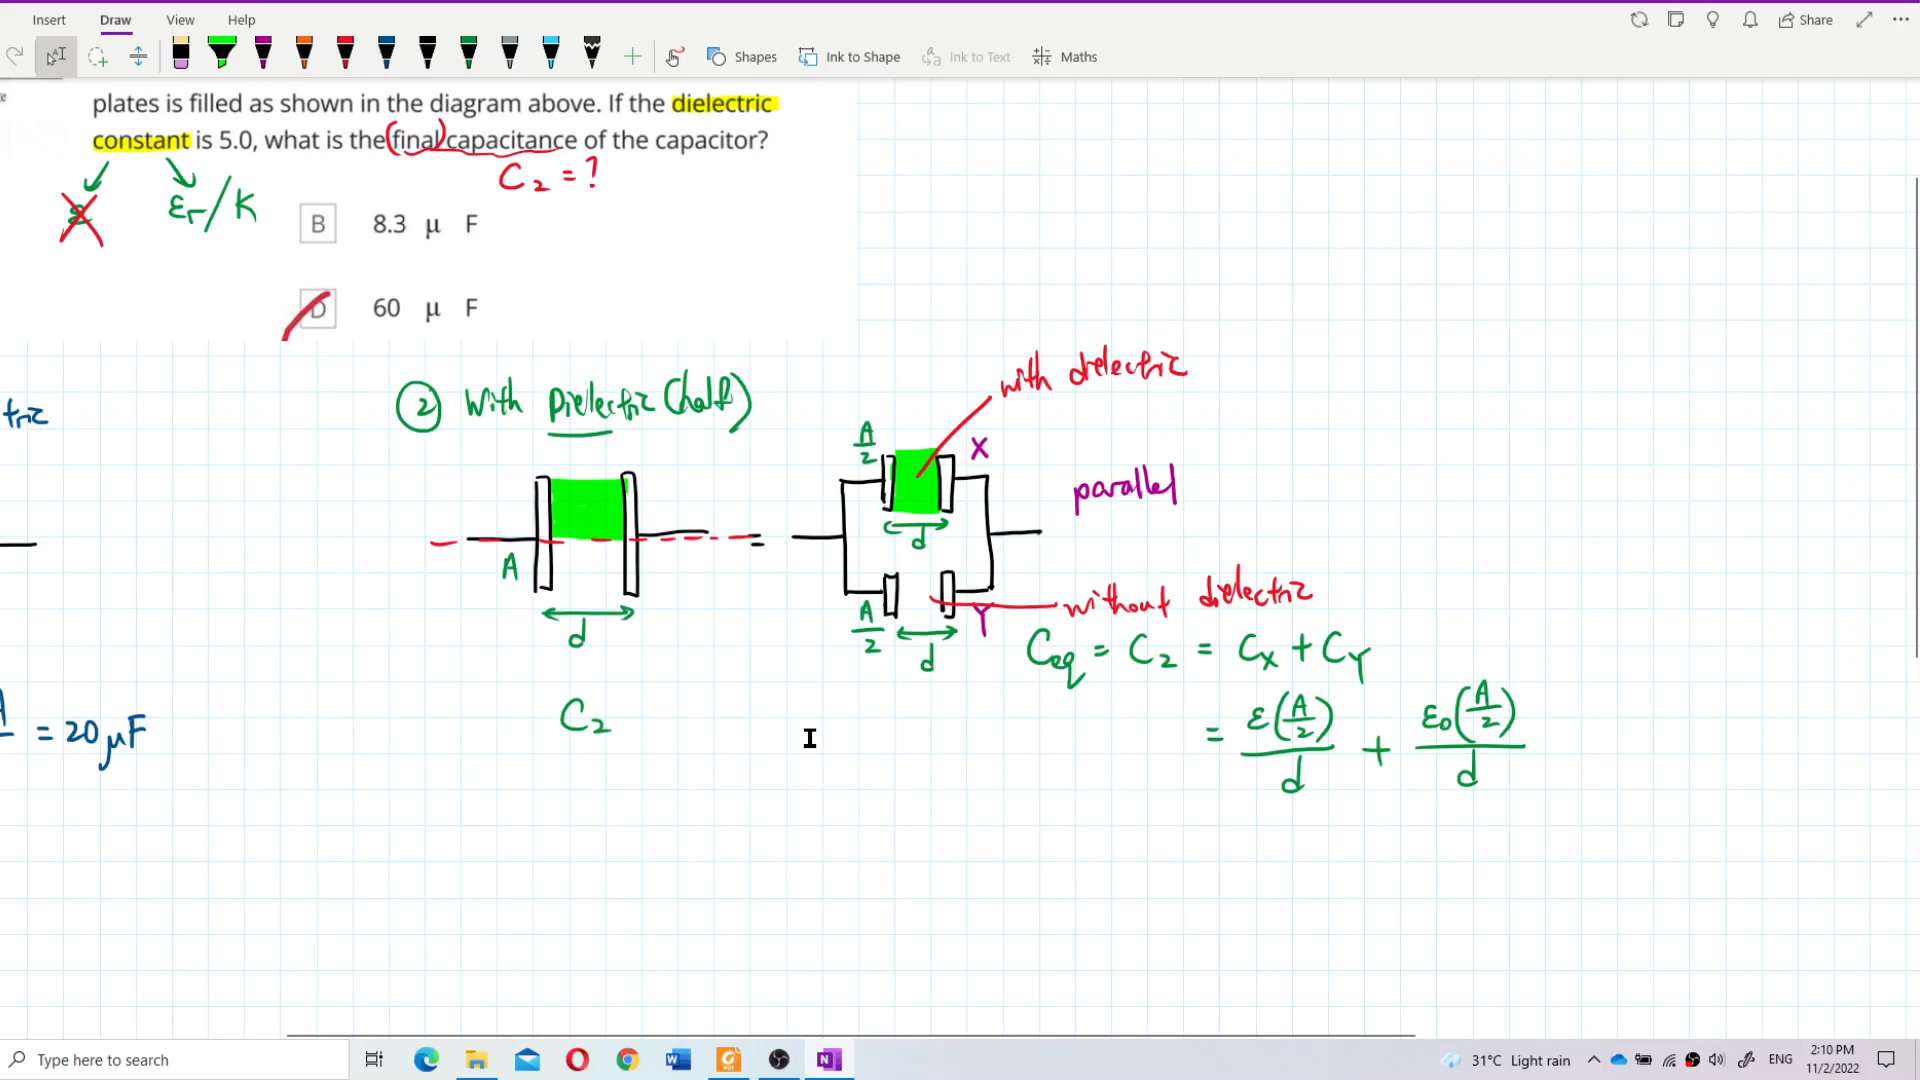 Insert Draw View Help
Share
Shapes Ink to Shape Ink to Text Maths
plates is filled as shown in the diagram above. If the dielectric
constant is 5.0, what is the final capacitance of the capacitor?
C₂ = ?
ε εr/K
B 8.3 μ F
D 60 μ F
tric
② With Dielectric (half)
with dielectric
A/2 X
parallel
d
A =
without dielectric
A/2 Y
d d
Ceq = C₂ = Cx + CY
C₂
= ε(A/2)/d + ε₀(A/2)/d
A
= 20 μF
Type here to search
31°C Light rain
ENG
2:10 PM
11/2/2022